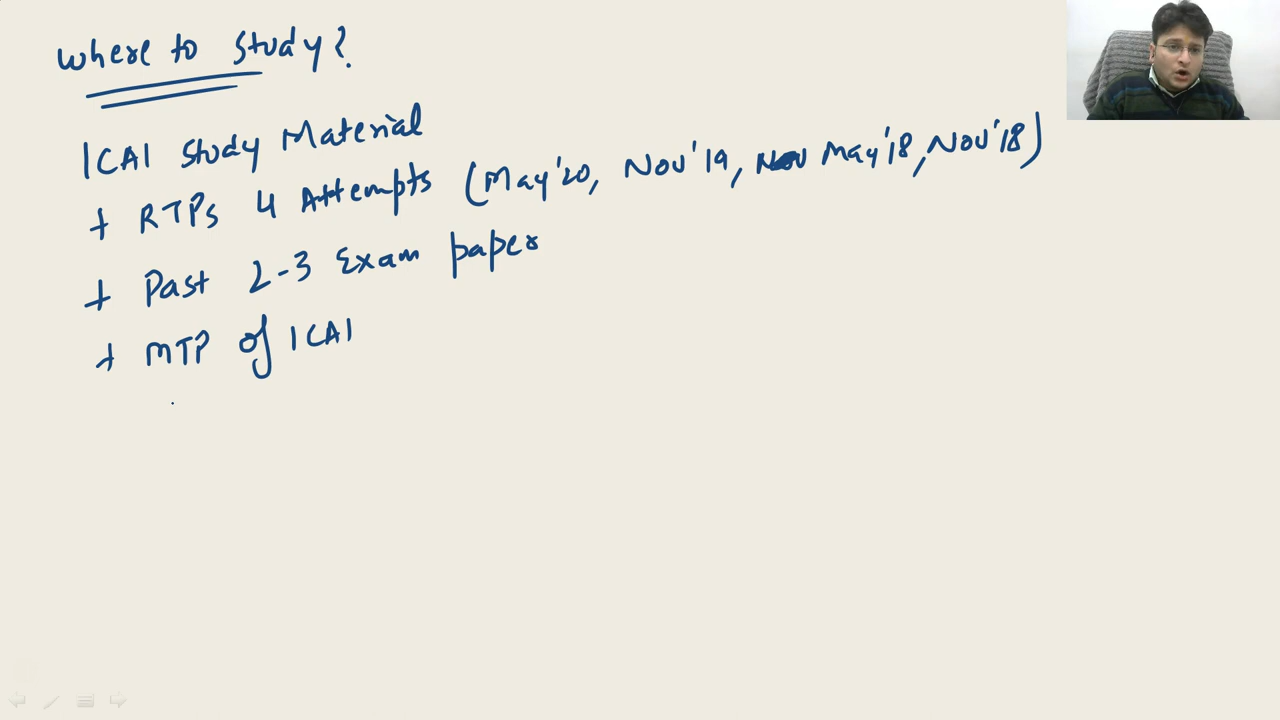 Where to Study?
ICAI Study Material
+ RTPs 4 Attempts (May'20, Nov'19, Nov May'18, Nov'18)
+ Past 2-3 Exam paper
+ MTP of ICAI